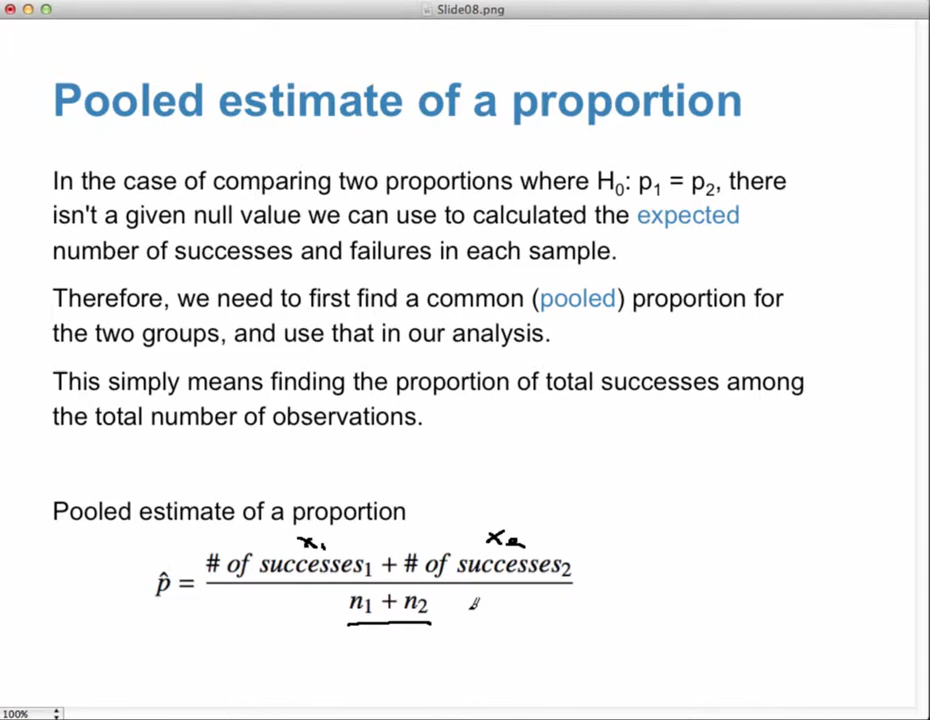 Slide08.png
Pooled estimate of a proportion
In the case of comparing two proportions where H₀: p₁ = p₂, there
isn't a given null value we can use to calculated the expected
number of successes and failures in each sample.
Therefore, we need to first find a common (pooled) proportion for
the two groups, and use that in our analysis.
This simply means finding the proportion of total successes among
the total number of observations.
Pooled estimate of a proportion
x₁ x₂
# of successes₁ + # of successes₂
p̂ =
n₁ + n₂
100%